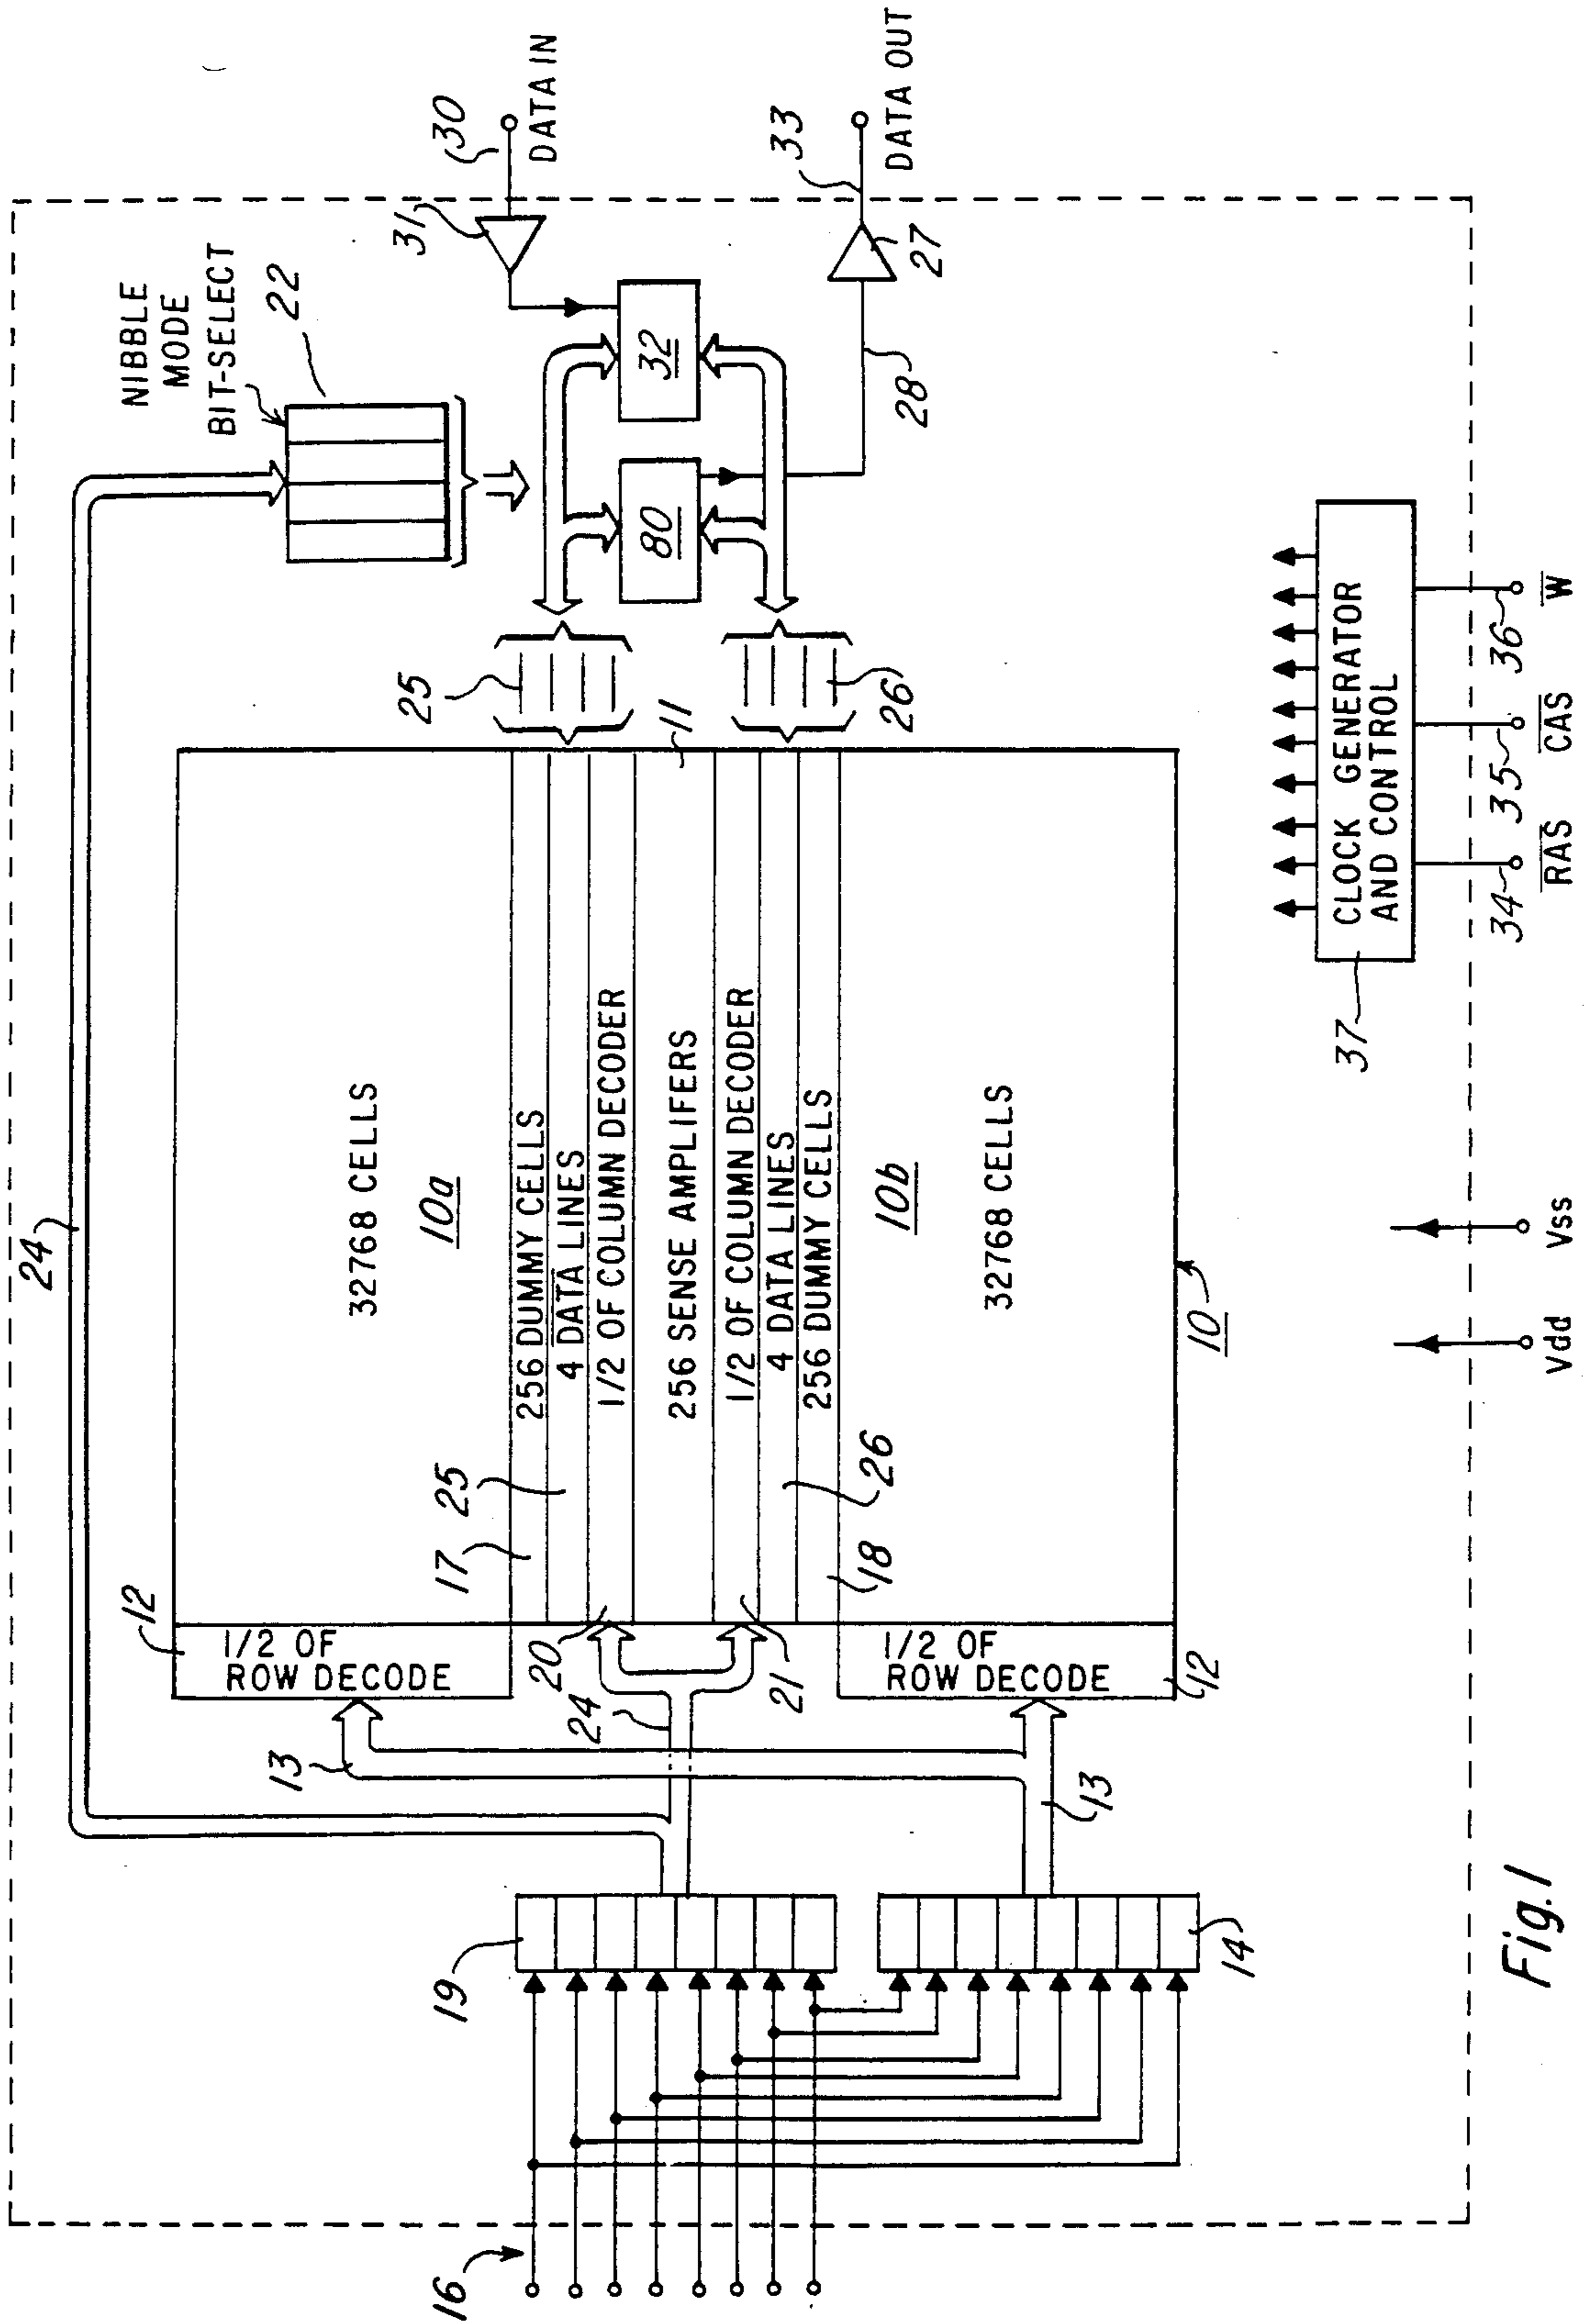 24
NIBBLE
MODE
BIT-SELECT
22
12
1/2 OF
ROW DECODE
32768 CELLS
10a
31
30
DATA IN
13
17
25
256 DUMMY CELLS
4 DATA LINES
1/2 OF COLUMN DECODER
25
20
24
256 SENSE AMPLIFERS
11
80
32
19
16
21
1/2 OF COLUMN DECODER
4 DATA LINES
256 DUMMY CELLS
18
26
26
28
27
33
DATA OUT
13
1/2 OF
ROW DECODE
12
10b
32768 CELLS
14
10
37
CLOCK GENERATOR
AND CONTROL
34
35
36
Vdd
Vss
R̅A̅S̅
C̅A̅S̅
W̅
Fig.1